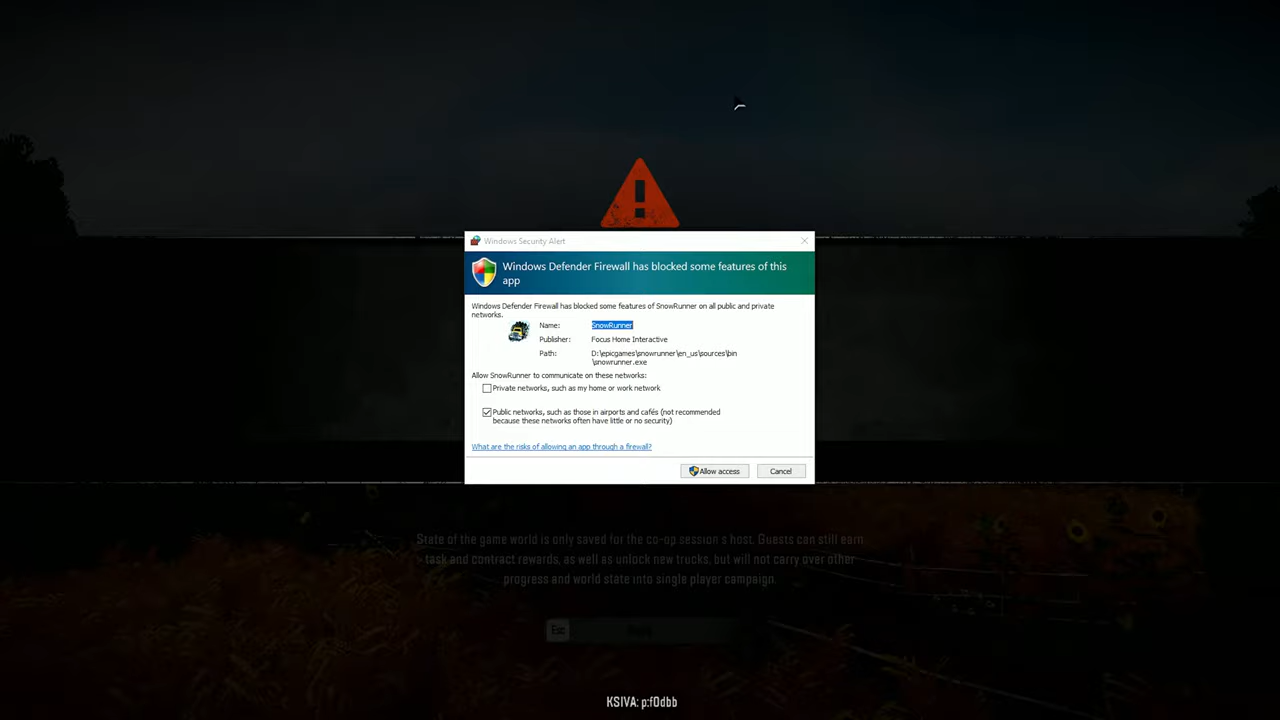 Windows Security Alert
Windows Defender Firewall has blocked some features of this
app
Windows Defender Firewall has blocked some features of SnowRunner on all public and private
networks.
Name: SnowRunner
Publisher: Focus Home Interactive
Path: D:\epicgames\snowrunner\en_us\sources\bin
\snowrunner.exe
Allow SnowRunner to communicate on these networks:
Private networks, such as my home or work network
Public networks, such as those in airports and cafés (not recommended
because these networks often have little or no security)
What are the risks of allowing an app through a firewall?
Allow access Cancel
State of the game world is only saved for the co-op session s host. Guests can still earn
task and contract rewards, as well as unlock new trucks, but will not carry over other
progress and world state into single player campaign.
Esc
KSIVA: p:f0dbb